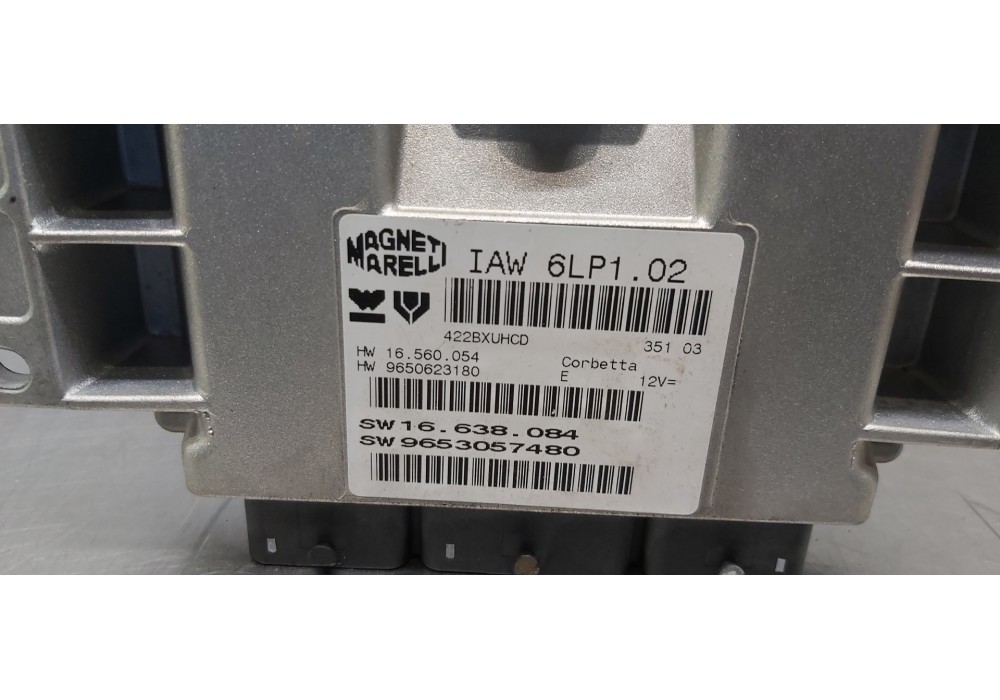 MAGNETI
MARELLI
IAW 6LP1.02
422BXUHCD 351 03
HW 16.560.054 Corbetta
HW 9650623180 E 12V=
SW 16.638.084
SW 9653057480